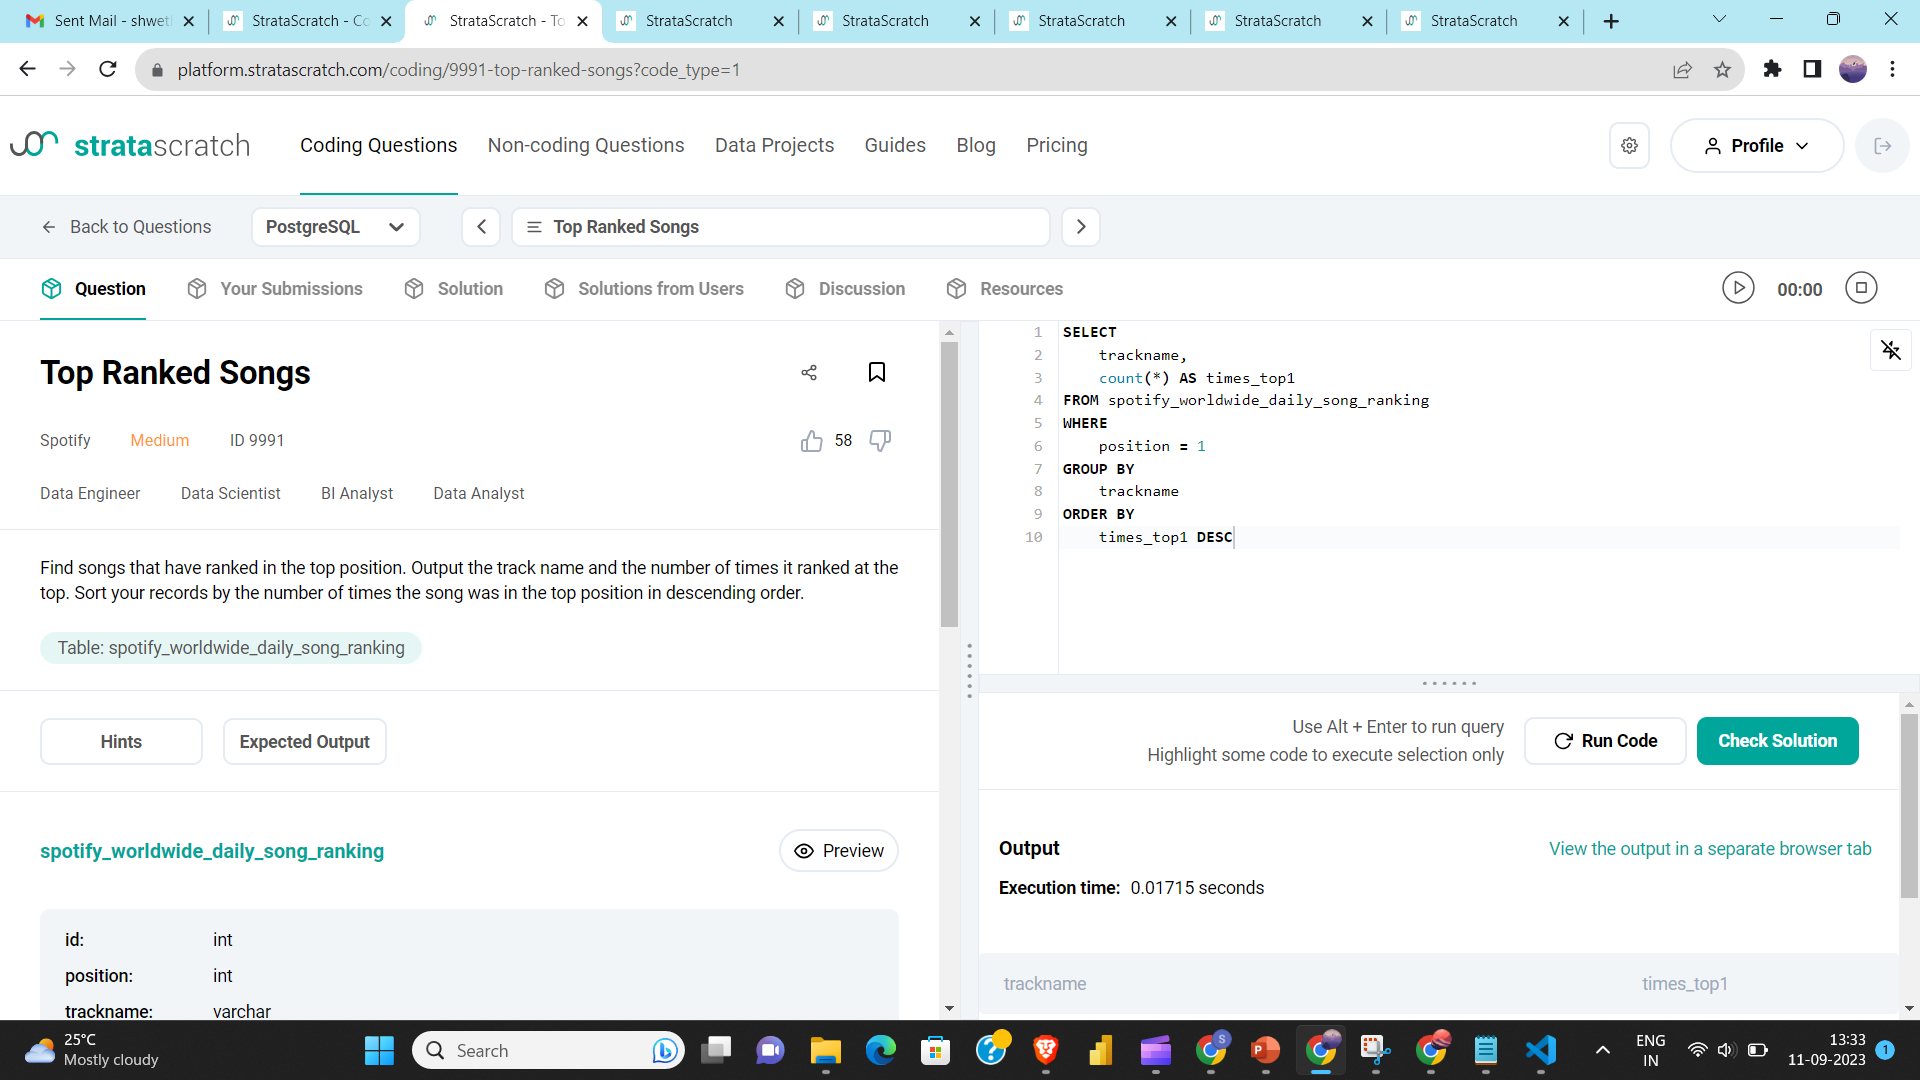 Sent Mail - shwet
StrataScratch - Co
StrataScratch - To
StrataScratch
StrataScratch
StrataScratch
StrataScratch
StrataScratch
platform.stratascratch.com/coding/9991-top-ranked-songs?code_type=1
stratascratch
Coding Questions
Non-coding Questions
Data Projects
Guides
Blog
Pricing
Profile
Back to Questions
PostgreSQL
Top Ranked Songs
Question
Your Submissions
Solution
Solutions from Users
Discussion
Resources
00:00
Top Ranked Songs
Spotify
Medium
ID 9991
58
Data Engineer
Data Scientist
BI Analyst
Data Analyst
Find songs that have ranked in the top position. Output the track name and the number of times it ranked at the
top. Sort your records by the number of times the song was in the top position in descending order.
Table: spotify_worldwide_daily_song_ranking
Hints
Expected Output
spotify_worldwide_daily_song_ranking
Preview
id: int
position: int
trackname: varchar
1 SELECT
2 trackname,
3 count(*) AS times_top1
4 FROM spotify_worldwide_daily_song_ranking
5 WHERE
6 position = 1
7 GROUP BY
8 trackname
9 ORDER BY
10 times_top1 DESC
Use Alt + Enter to run query
Highlight some code to execute selection only
Run Code
Check Solution
Output
View the output in a separate browser tab
Execution time: 0.01715 seconds
trackname
times_top1
25°C
Mostly cloudy
Search
S
P
ENG
IN
13:33
11-09-2023
1